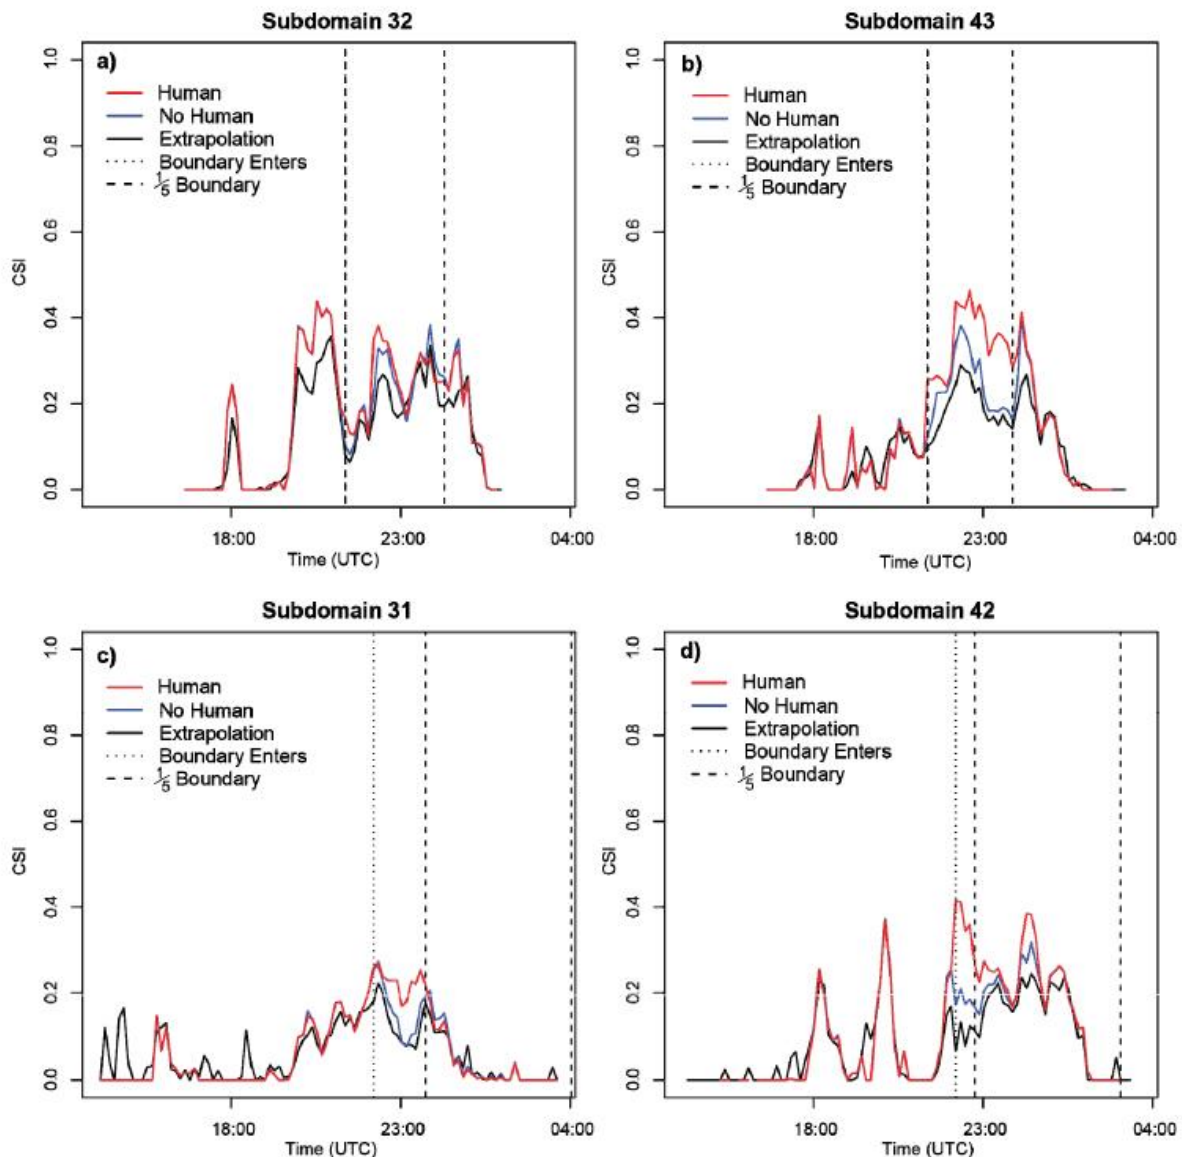 Subdomain 32
a)
Human
No Human
Extrapolation
Boundary Enters
1/5 Boundary
1.0
0.8
0.6
0.4
0.2
0.0
CSI
18:00 23:00 04:00
Time (UTC)
Subdomain 43
b)
Human
No Human
Extrapolation
Boundary Enters
1/5 Boundary
1.0
0.8
0.6
0.4
0.2
0.0
CSI
18:00 23:00 04:00
Time (UTC)
Subdomain 31
c)
Human
No Human
Extrapolation
Boundary Enters
1/5 Boundary
1.0
0.8
0.6
0.4
0.2
0.0
CSI
18:00 23:00 04:00
Time (UTC)
Subdomain 42
d)
Human
No Human
Extrapolation
Boundary Enters
1/5 Boundary
1.0
0.8
0.6
0.4
0.2
0.0
CSI
18:00 23:00 04:00
Time (UTC)